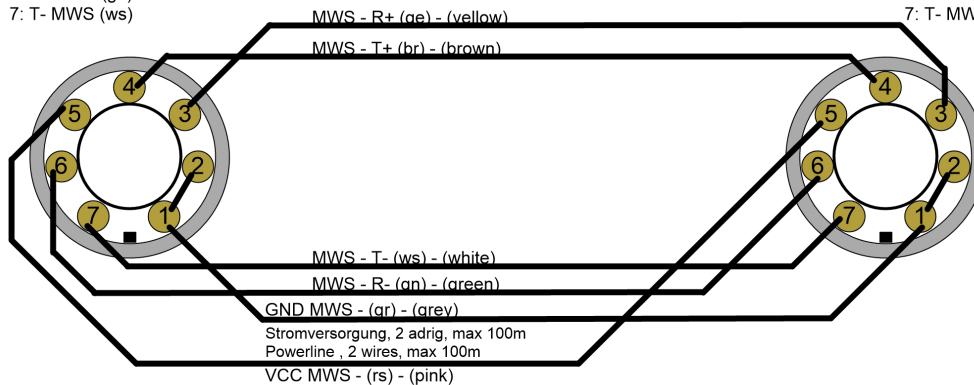 7: T- MWS (ws)
7: T- MW
MWS - R+ (ge) - (yellow)
MWS - T+ (br) - (brown)
4
5
3
6
2
7
1
4
5
3
6
2
7
1
MWS - T- (ws) - (white)
MWS - R- (gn) - (green)
GND MWS - (gr) - (grey)
Stromversorgung, 2 adrig, max 100m
Powerline , 2 wires, max 100m
VCC MWS - (rs) - (pink)